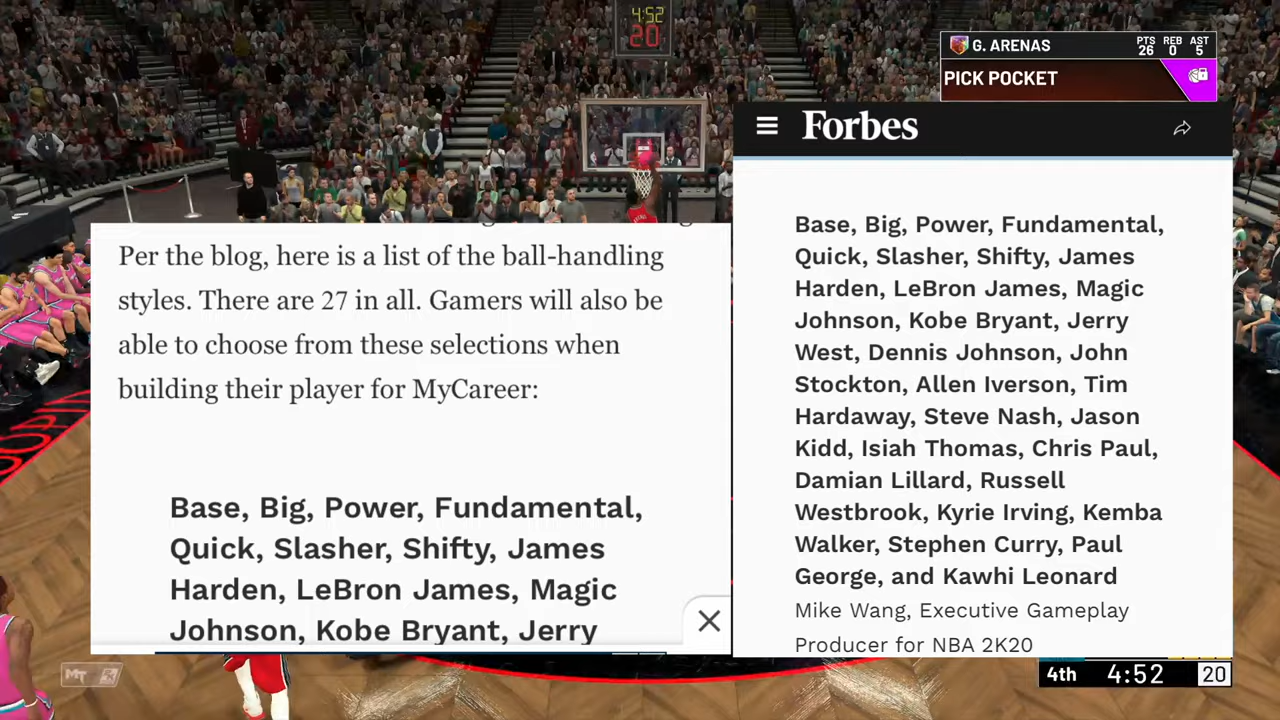 4:52
20
G. ARENAS
PTS REB AST
26 0 5
PICK POCKET
Forbes
Per the blog, here is a list of the ball-handling
styles. There are 27 in all. Gamers will also be
able to choose from these selections when
building their player for MyCareer:
Base, Big, Power, Fundamental,
Quick, Slasher, Shifty, James
Harden, LeBron James, Magic
Johnson, Kobe Bryant, Jerry
Base, Big, Power, Fundamental,
Quick, Slasher, Shifty, James
Harden, LeBron James, Magic
Johnson, Kobe Bryant, Jerry
West, Dennis Johnson, John
Stockton, Allen Iverson, Tim
Hardaway, Steve Nash, Jason
Kidd, Isiah Thomas, Chris Paul,
Damian Lillard, Russell
Westbrook, Kyrie Irving, Kemba
Walker, Stephen Curry, Paul
George, and Kawhi Leonard
Mike Wang, Executive Gameplay
Producer for NBA 2K20
MT
4th 4:52 20